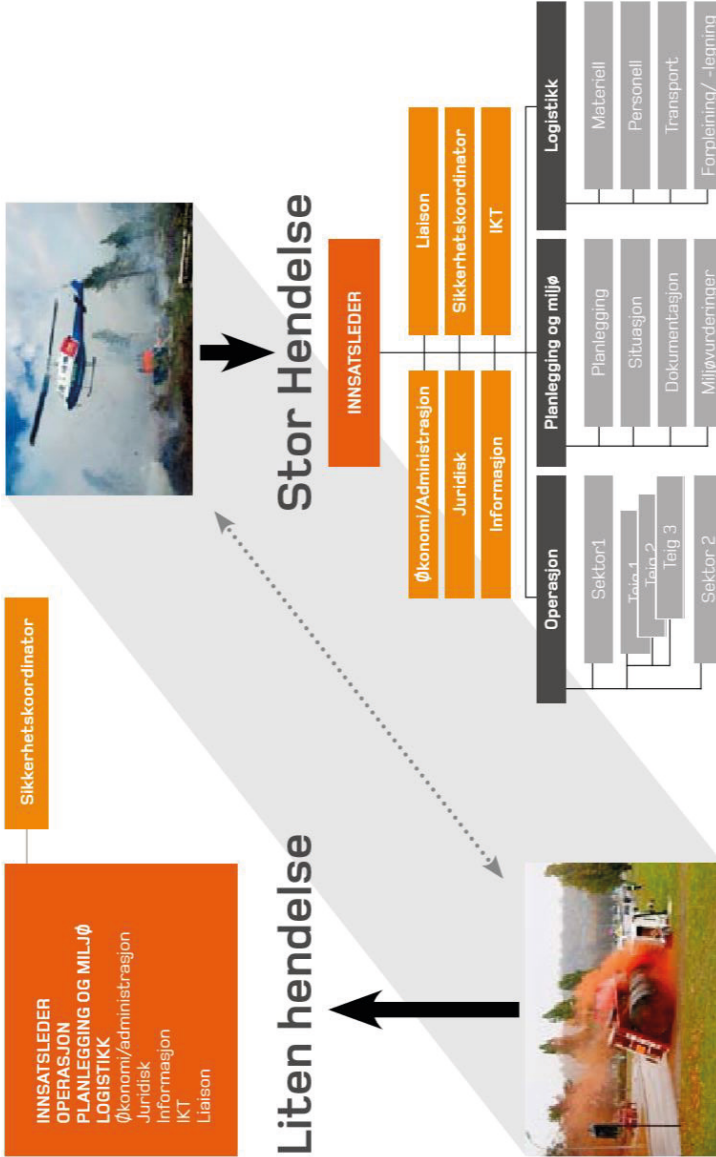 INNSATSLEDER
OPERASJON
PLANLEGGING OG MILJØ
LOGISTIKK
Økonomi/administrasjon
Juridisk
Informasjon
IKT
Liaison
Sikkerhetskoordinator
Liten hendelse
Stor Hendelse
INNSATSLEDER
Økonomi/Administrasjon
Liaison
Juridisk
Sikkerhetskoordinator
Informasjon
IKT
Operasjon
Planlegging og miljø
Logistikk
Sektor1
Teig 1
Teig 2
Teig 3
Sektor 2
Planlegging
Situasjon
Dokumentasjon
Miljøvurderinger
Materiell
Personell
Transport
Forpleining/ -legning